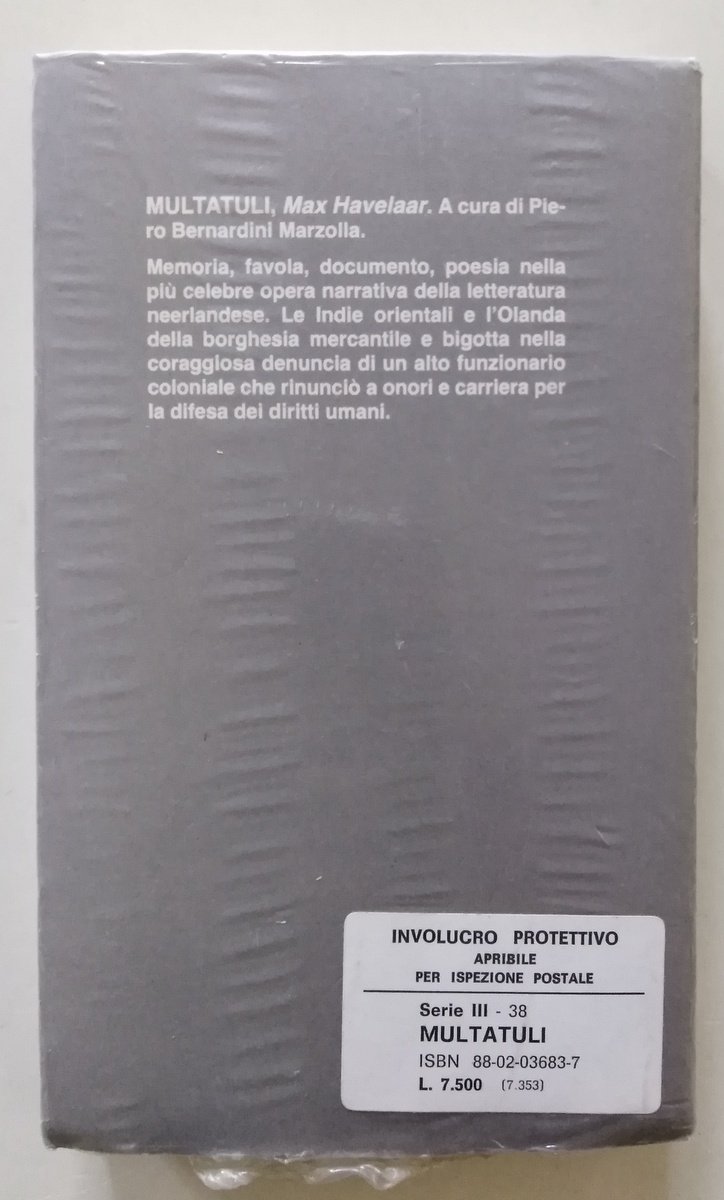 MULTATULI, Max Havelaar. A cura di Pie-
ro Bernardini Marzolla.
Memoria, favola, documento, poesia nella
più celebre opera narrativa della letteratura
neerlandese. Le Indie orientali e l'Olanda
della borghesia mercantile e bigotta nella
coraggiosa denuncia di un alto funzionario
coloniale che rinunciò a onori e carriera per
la difesa dei diritti umani.
INVOLUCRO PROTETTIVO
APRIBILE
PER ISPEZIONE POSTALE
Serie III - 38
MULTATULI
ISBN 88-02-03683-7
L. 7.500 (7.353)